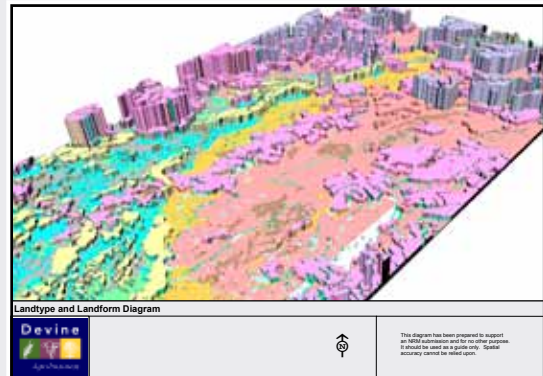 Landtype and Landform Diagram
Devine
Agribusiness
N
This diagram has been prepared to support
an NRM submission and for no other purpose.
It should be used as a guide only. Spatial
accuracy cannot be relied upon.